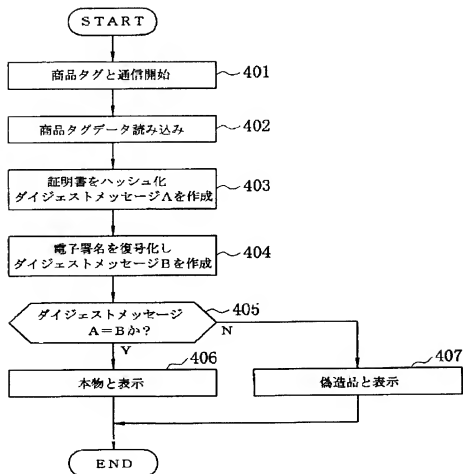 START
商品タグと通信開始
401
商品タグデータ読み込み
402
証明書をハッシュ化
ダイジェストメッセージAを作成
403
電子署名を復号化し
ダイジェストメッセージBを作成
404
ダイジェストメッセージ
A=Bか?
405
N
Y
406
本物と表示
407
偽造品と表示
END